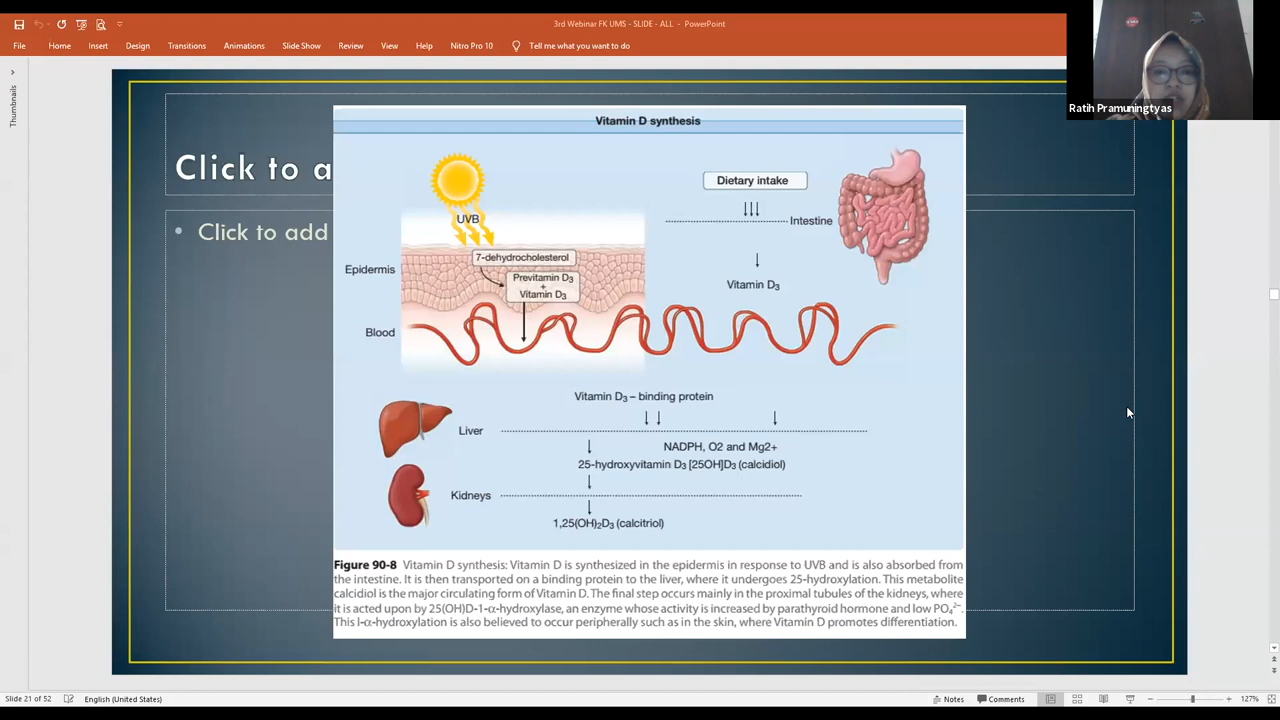 3rd Webinar FK UMS - SLIDE - ALL - PowerPoint
File Home Insert Design Transitions Animations Slide Show Review View Help Nitro Pro 10 Tell me what you want to do
Ratih Pramuningtyas
Thumbnails
Click to a
• Click to add
Vitamin D synthesis
UVB
7-dehydrocholesterol
Previtamin D₃
+
Vitamin D₃
Epidermis
Blood
Dietary intake
Intestine
Vitamin D₃
Vitamin D₃ – binding protein
Liver
NADPH, O2 and Mg2+
25-hydroxyvitamin D₃ [25OH]D₃ (calcidiol)
Kidneys
1,25(OH)₂D₃ (calcitriol)
Figure 90-8 Vitamin D synthesis: Vitamin D is synthesized in the epidermis in response to UVB and is also absorbed from
the intestine. It is then transported on a binding protein to the liver, where it undergoes 25-hydroxylation. This metabolite
calcidiol is the major circulating form of Vitamin D. The final step occurs mainly in the proximal tubules of the kidneys, where
it is acted upon by 25(OH)D-1-α-hydroxylase, an enzyme whose activity is increased by parathyroid hormone and low PO₄²⁻.
This l-α-hydroxylation is also believed to occur peripherally such as in the skin, where Vitamin D promotes differentiation.
Slide 21 of 52 English (United States) Notes Comments 127%